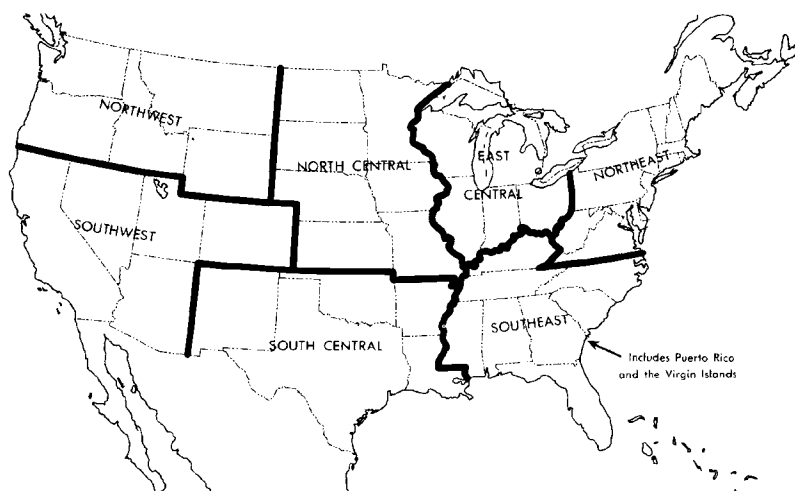 NORTHWEST
NORTH CENTRAL
EAST
CENTRAL
NORTHEAST
SOUTHWEST
SOUTH CENTRAL
SOUTHEAST
Includes Puerto Rico
and the Virgin Islands